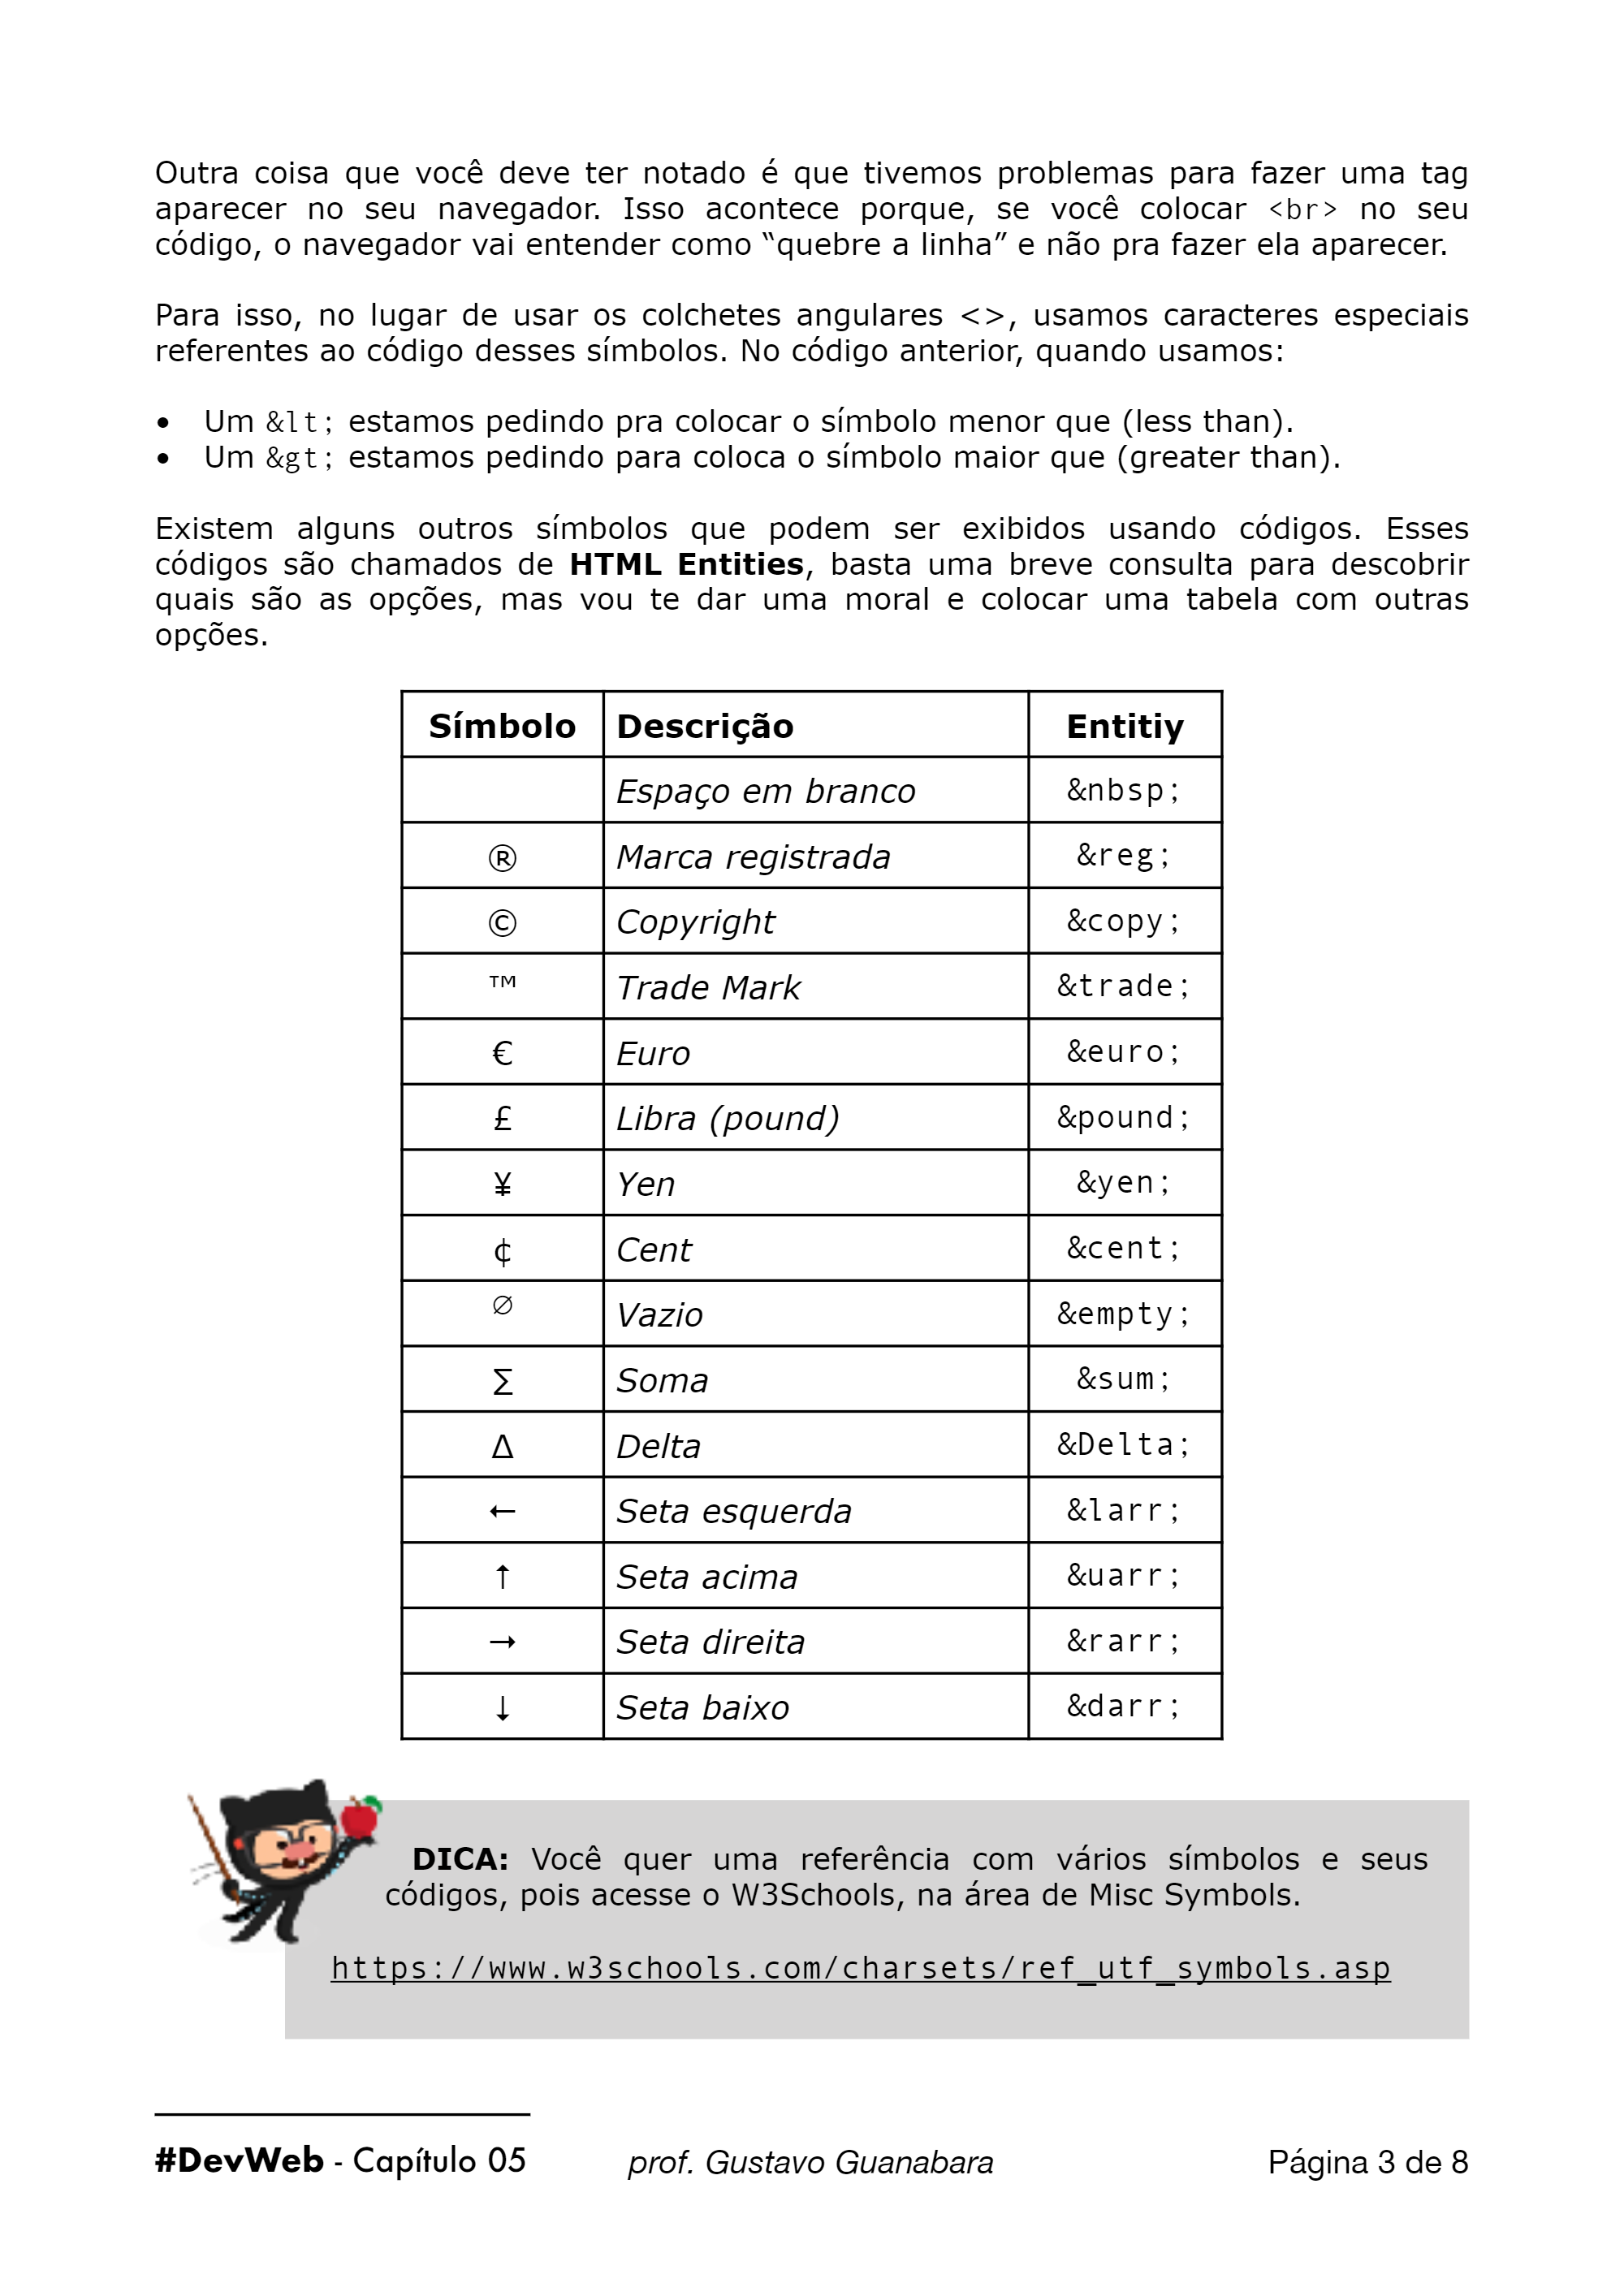 Outra coisa que você deve ter notado é que tivemos problemas para fazer uma tag
aparecer no seu navegador. Isso acontece porque, se você colocar <br> no seu
código, o navegador vai entender como “quebre a linha” e não pra fazer ela aparecer.
Para isso, no lugar de usar os colchetes angulares <>, usamos caracteres especiais
referentes ao código desses símbolos. No código anterior, quando usamos:
• Um &lt; estamos pedindo pra colocar o símbolo menor que (less than).
• Um &gt; estamos pedindo para coloca o símbolo maior que (greater than).
Existem alguns outros símbolos que podem ser exibidos usando códigos. Esses
códigos são chamados de HTML Entities, basta uma breve consulta para descobrir
quais são as opções, mas vou te dar uma moral e colocar uma tabela com outras
opções.
Símbolo Descrição Entitiy
Espaço em branco &nbsp;
® Marca registrada &reg;
© Copyright &copy;
™ Trade Mark &trade;
€ Euro &euro;
£ Libra (pound) &pound;
¥ Yen &yen;
¢ Cent &cent;
∅ Vazio &empty;
∑ Soma &sum;
Δ Delta &Delta;
← Seta esquerda &larr;
↑ Seta acima &uarr;
→ Seta direita &rarr;
↓ Seta baixo &darr;
DICA: Você quer uma referência com vários símbolos e seus
códigos, pois acesse o W3Schools, na área de Misc Symbols.
https://www.w3schools.com/charsets/ref_utf_symbols.asp
#DevWeb - Capítulo 05 prof. Gustavo Guanabara Página 3 de 8